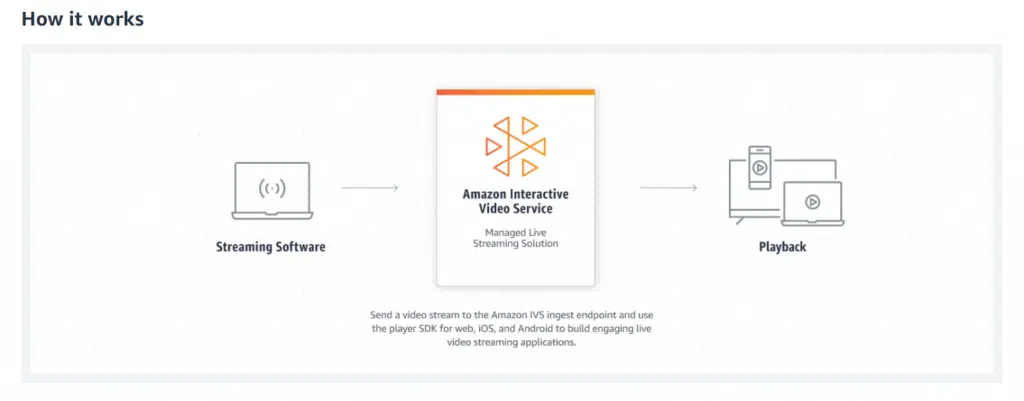 How it works
Streaming Software
Amazon Interactive
Video Service
Managed Live
Streaming Solution
Playback
Send a video stream to the Amazon IVS ingest endpoint and use
the player SDK for web, iOS, and Android to build engaging live
video streaming applications.